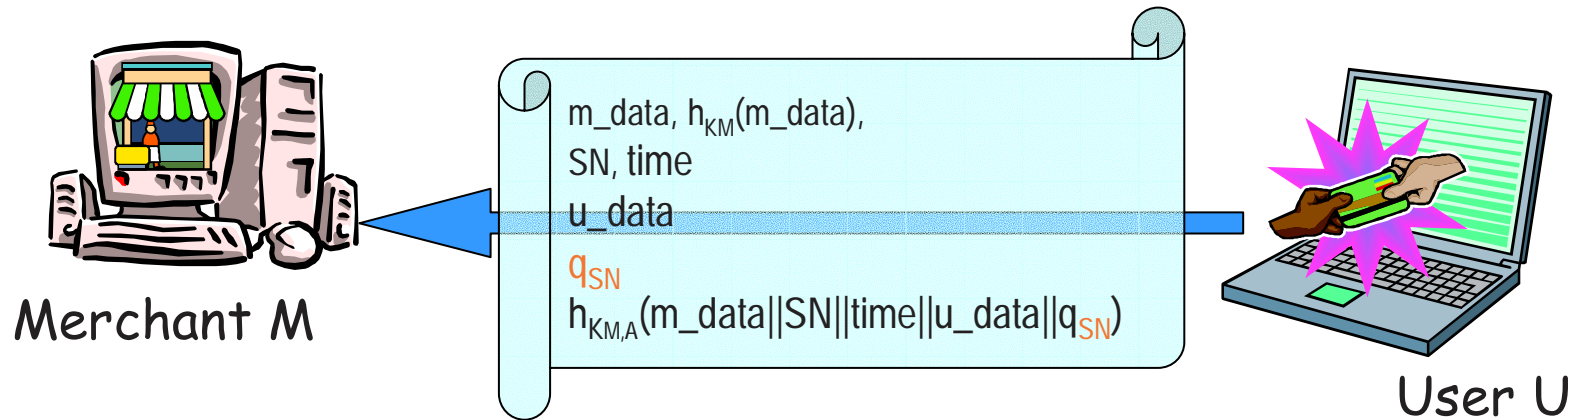 m_data, hKM(m_data),
SN, time
u_data
qSN
hKM,A(m_data||SN||time||u_data||qSN)
Merchant M
User U